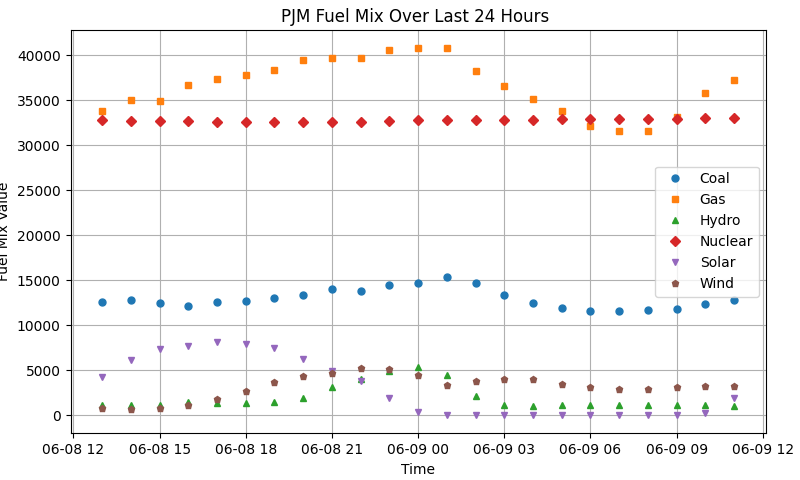 PJM Fuel Mix Over Last 24 Hours
40000
35000
30000
25000
20000
15000
10000
5000
0
Fuel Mix Value
Coal
Gas
Hydro
Nuclear
Solar
Wind
06-08 12 06-08 15 06-08 18 06-08 21 06-09 00 06-09 03 06-09 06 06-09 09 06-09 12
Time